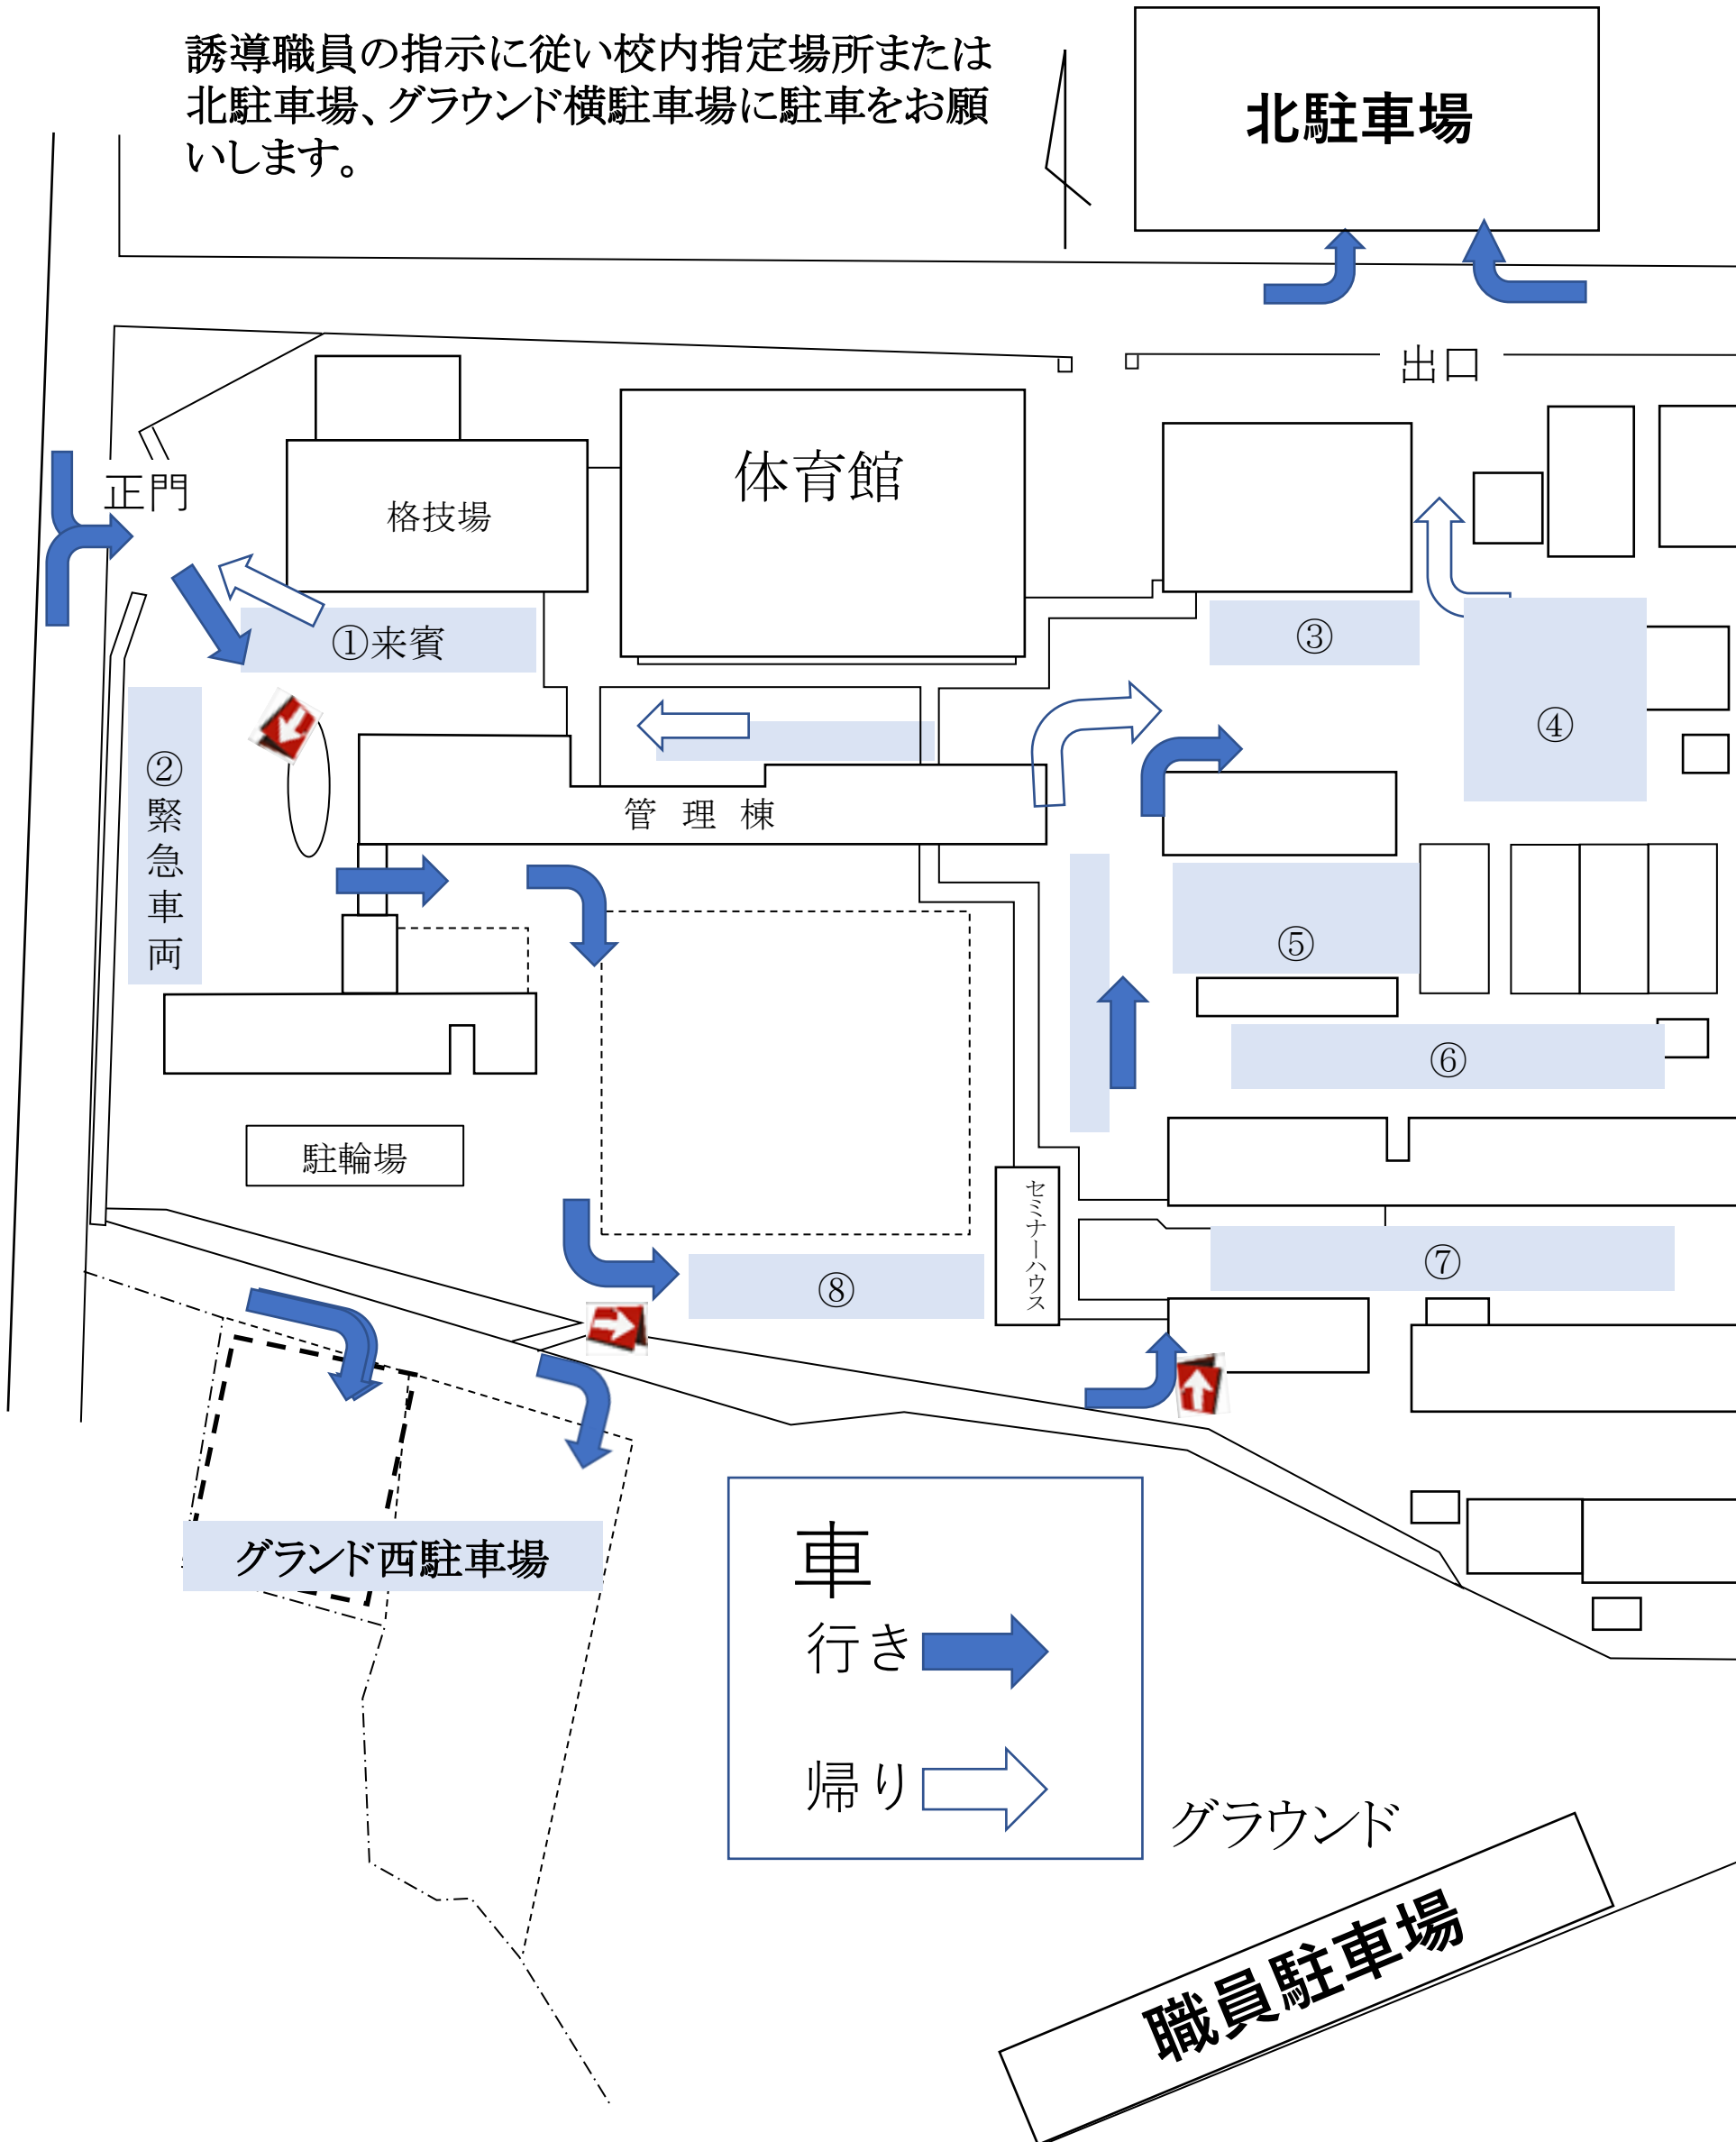 誘導職員の指示に従い校内指定場所または
北駐車場、グラウンド横駐車場に駐車をお願
いします。
北駐車場
出口
正門
格技場
体育館
①来賓
③
④
②緊急車両
管理棟
⑤
⑥
駐輪場
セミナーハウス
⑦
⑧
グランド西駐車場
車
行き
帰り
グラウンド
職員駐車場